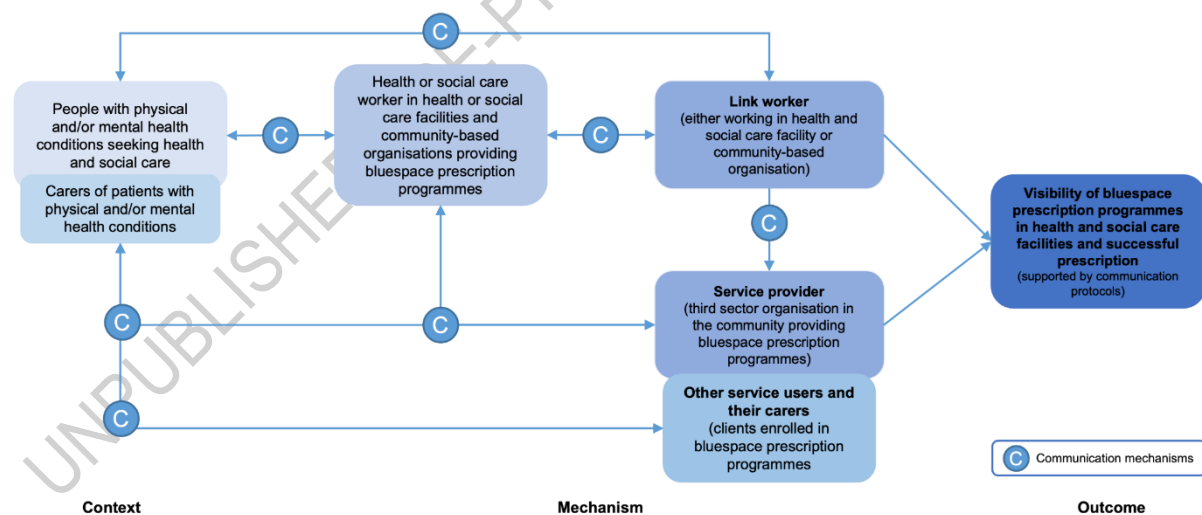 C
People with physical
and/or mental health
conditions seeking health
and social care
Carers of patients with
physical and/or mental
health conditions
C
Health or social care
worker in health or social
care facilities and
community-based
organisations providing
bluespace prescription
programmes
C
Link worker
(either working in health and
social care facility or
community-based
organisation)
C
Service provider
(third sector organisation in
the community providing
bluespace prescription
programmes)
Other service users and
their carers
(clients enrolled in
bluespace prescription
programmes
C
C
C
Visibility of bluespace
prescription programmes
in health and social care
facilities and successful
prescription
(supported by communication
protocols)
C Communication mechanisms
Context
Mechanism
Outcome